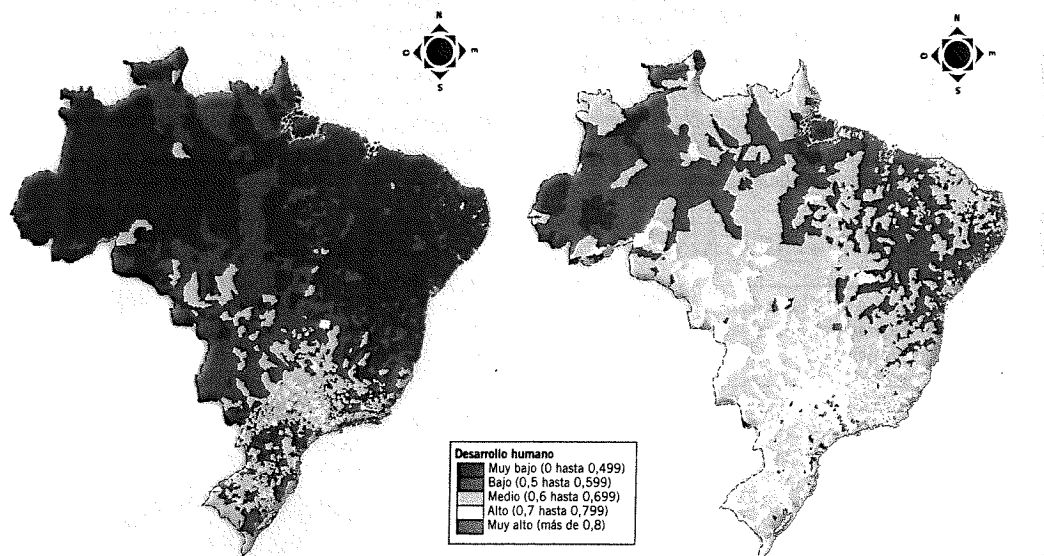 N
O
E
S
N
O
E
S
Desarrollo humano
Muy bajo (0 hasta 0,499)
Bajo (0,5 hasta 0,599)
Medio (0,6 hasta 0,699)
Alto (0,7 hasta 0,799)
Muy alto (más de 0,8)